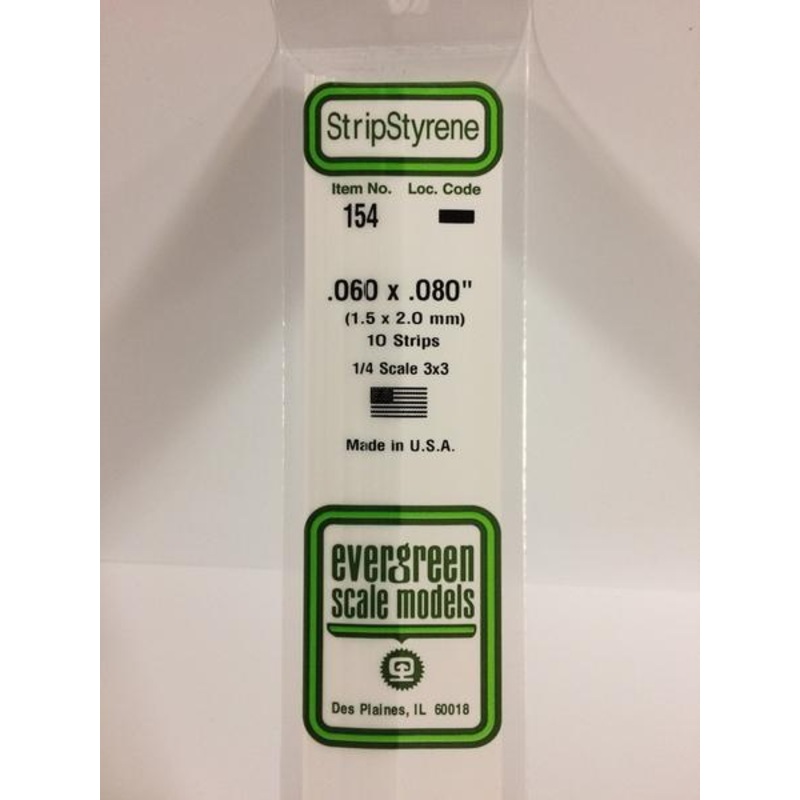 StripStyrene
Item No. Loc. Code
154
.060 x .080"
(1.5 x 2.0 mm)
10 Strips
1/4 Scale 3x3
Made in U.S.A.
evergreen
scale models
Des Plaines, IL 60018